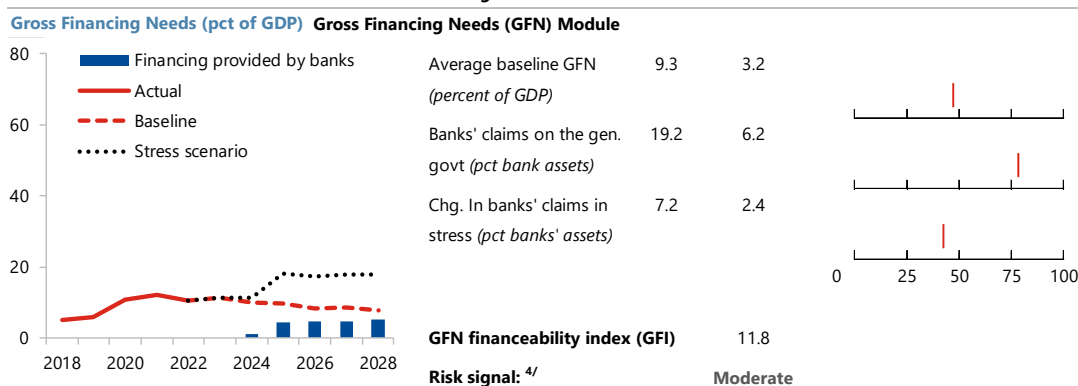 Gross Financing Needs (pct of GDP) Gross Financing Needs (GFN) Module
80
60
40
20
0
Financing provided by banks
Actual
Baseline
Stress scenario
2018 2020 2022 2024 2026 2028
Average baseline GFN 9.3 3.2
(percent of GDP)
Banks' claims on the gen. 19.2 6.2
govt (pct bank assets)
Chg. In banks' claims in 7.2 2.4
stress (pct banks' assets)
0 25 50 75 100
GFN financeability index (GFI) 11.8
Risk signal: 4/ Moderate